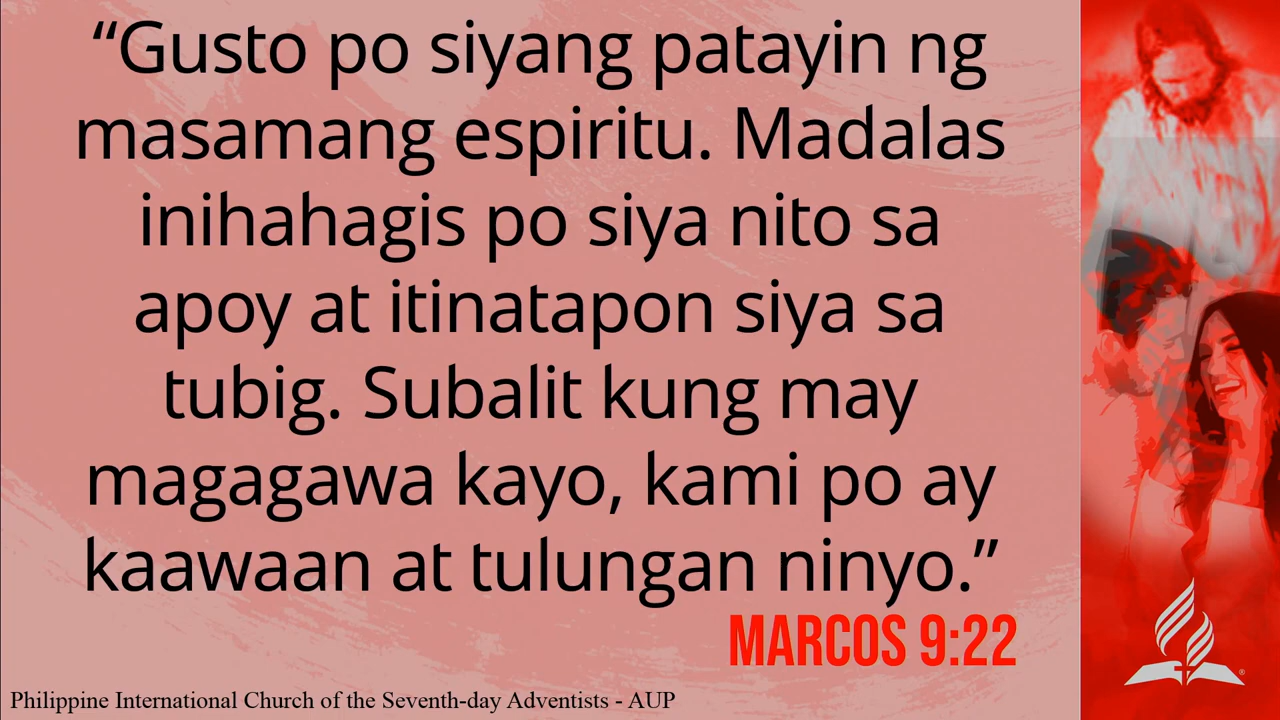 “Gusto po siyang patayin ng
masamang espiritu. Madalas
inihahagis po siya nito sa
apoy at itinatapon siya sa
tubig. Subalit kung may
magagawa kayo, kami po ay
kaawaan at tulungan ninyo.”
MARCOS 9:22
Philippine International Church of the Seventh-day Adventists - AUP
®